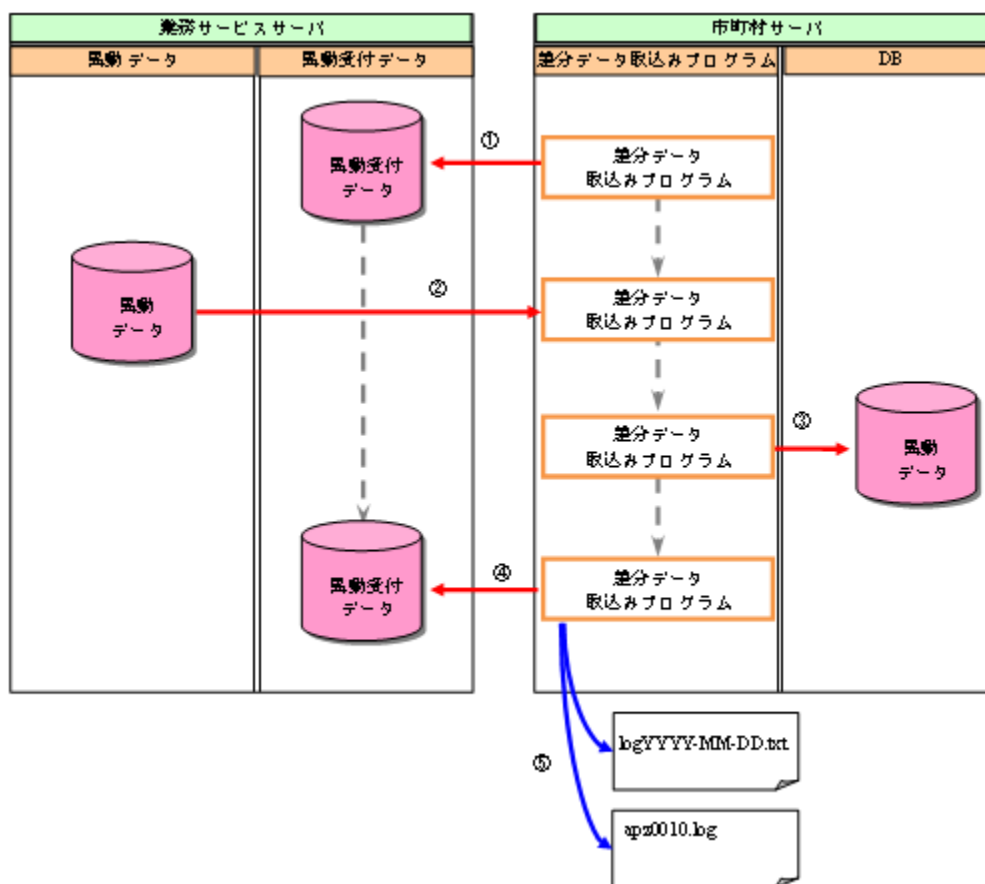 業務サービスサーバ
市町村サーバ
異動データ
異動受付データ
差分データ取込みプログラム
DB
①
異動受付
データ
差分データ
取込みプログラム
②
異動
データ
差分データ
取込みプログラム
③
差分データ
取込みプログラム
異動
データ
④
異動受付
データ
差分データ
取込みプログラム
⑤
logYYYY-MM-DD.txt
apz0010.log